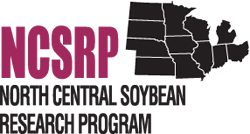 NCSRP
NORTH CENTRAL SOYBEAN
RESEARCH PROGRAM